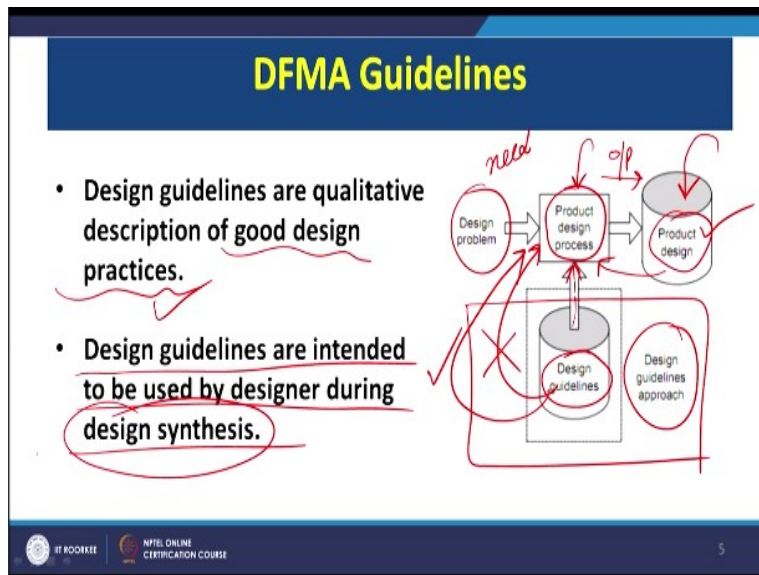 DFMA Guidelines
• Design guidelines are qualitative
description of good design
practices.
• Design guidelines are intended
to be used by designer during
design synthesis.
need
O/P
Design
problem
Product
design
process
Product
design
Design
guidelines
Design
guidelines
approach
IIT ROORKEE
NPTEL ONLINE
CERTIFICATION COURSE
5